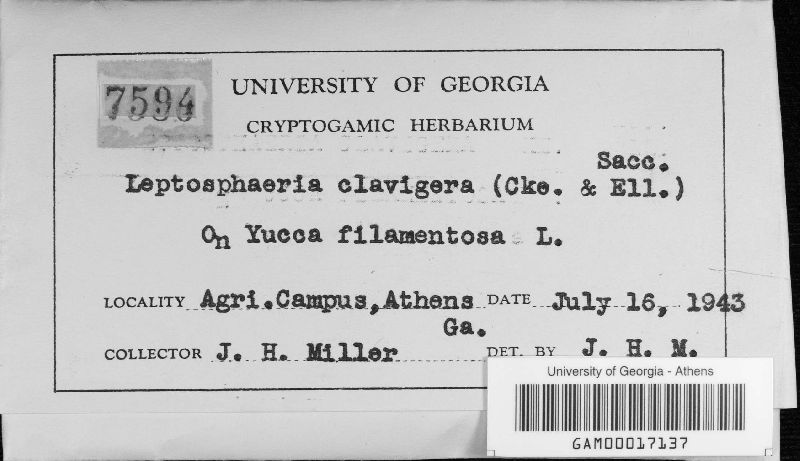 7594
UNIVERSITY OF GEORGIA
CRYPTOGAMIC HERBARIUM
Sacc.
Leptosphaeria clavigera (Cke. & Ell.)
On Yucca filamentosa L.
LOCALITY Agri.Campus,Athens DATE July 16, 1943
Ga.
COLLECTOR J. H. Miller DET. BY J. H. M.
University of Georgia - Athens
GAM00017137